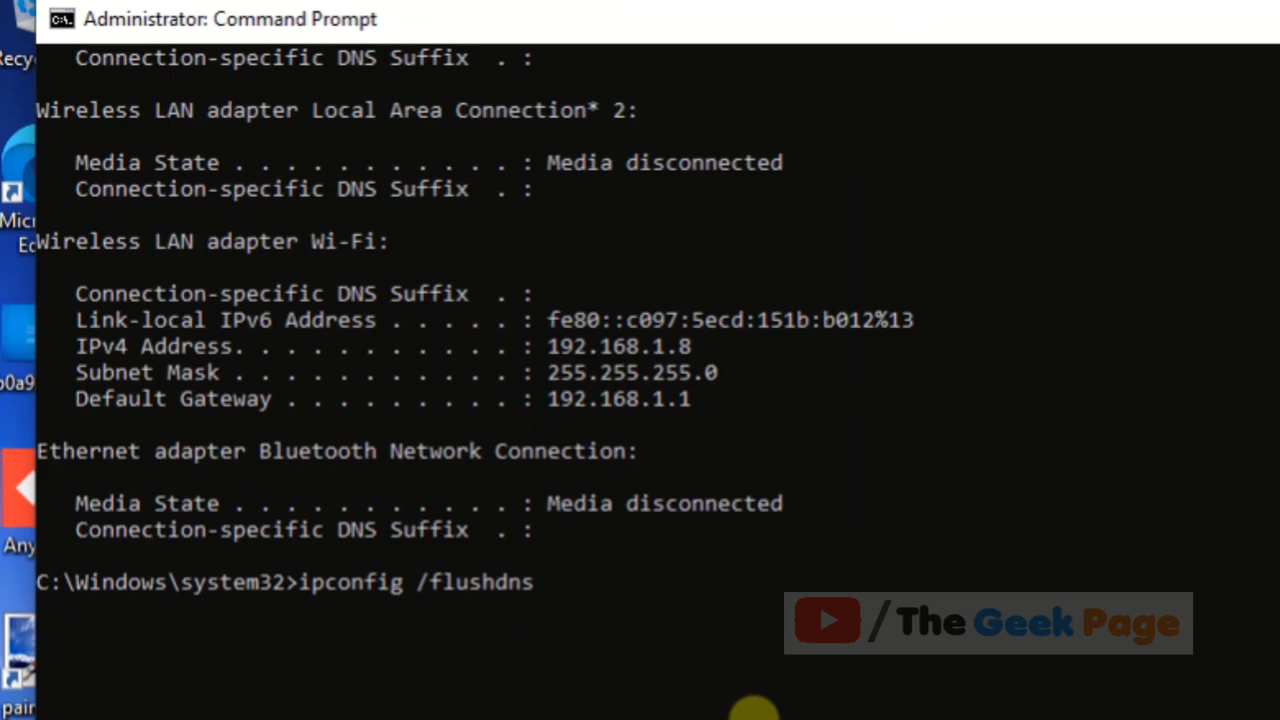 Administrator: Command Prompt
Connection-specific DNS Suffix . :
Wireless LAN adapter Local Area Connection* 2:
Media State . . . . . . . . . . . : Media disconnected
Connection-specific DNS Suffix . :
Wireless LAN adapter Wi-Fi:
Connection-specific DNS Suffix . :
Link-local IPv6 Address . . . . . : fe80::c097:5ecd:151b:b012%13
IPv4 Address. . . . . . . . . . . : 192.168.1.8
Subnet Mask . . . . . . . . . . . : 255.255.255.0
Default Gateway . . . . . . . . . : 192.168.1.1
Ethernet adapter Bluetooth Network Connection:
Media State . . . . . . . . . . . : Media disconnected
Connection-specific DNS Suffix . :
C:\Windows\system32>ipconfig /flushdns
/The Geek Page